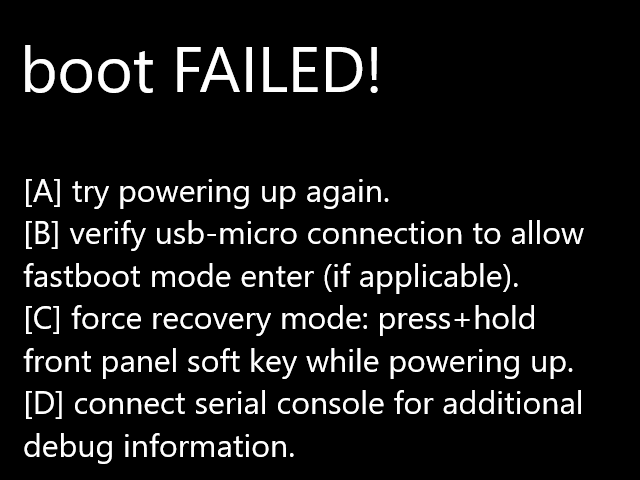 boot FAILED!
[A] try powering up again.
[B] verify usb-micro connection to allow
fastboot mode enter (if applicable).
[C] force recovery mode: press+hold
front panel soft key while powering up.
[D] connect serial console for additional
debug information.